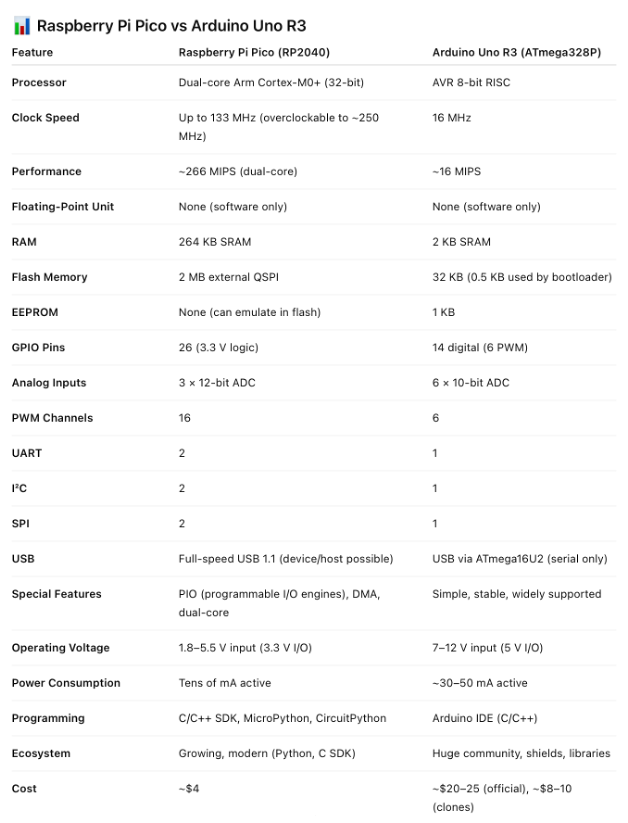 📊 Raspberry Pi Pico vs Arduino Uno R3
Feature Raspberry Pi Pico (RP2040) Arduino Uno R3 (ATmega328P)
Processor Dual-core Arm Cortex-M0+ (32-bit) AVR 8-bit RISC
Clock Speed Up to 133 MHz (overclockable to ~250 16 MHz
MHz)
Performance ~266 MIPS (dual-core) ~16 MIPS
Floating-Point Unit None (software only) None (software only)
RAM 264 KB SRAM 2 KB SRAM
Flash Memory 2 MB external QSPI 32 KB (0.5 KB used by bootloader)
EEPROM None (can emulate in flash) 1 KB
GPIO Pins 26 (3.3 V logic) 14 digital (6 PWM)
Analog Inputs 3 × 12-bit ADC 6 × 10-bit ADC
PWM Channels 16 6
UART 2 1
I²C 2 1
SPI 2 1
USB Full-speed USB 1.1 (device/host possible) USB via ATmega16U2 (serial only)
Special Features PIO (programmable I/O engines), DMA, Simple, stable, widely supported
dual-core
Operating Voltage 1.8–5.5 V input (3.3 V I/O) 7–12 V input (5 V I/O)
Power Consumption Tens of mA active ~30–50 mA active
Programming C/C++ SDK, MicroPython, CircuitPython Arduino IDE (C/C++)
Ecosystem Growing, modern (Python, C SDK) Huge community, shields, libraries
Cost ~$4 ~$20–25 (official), ~$8–10
(clones)